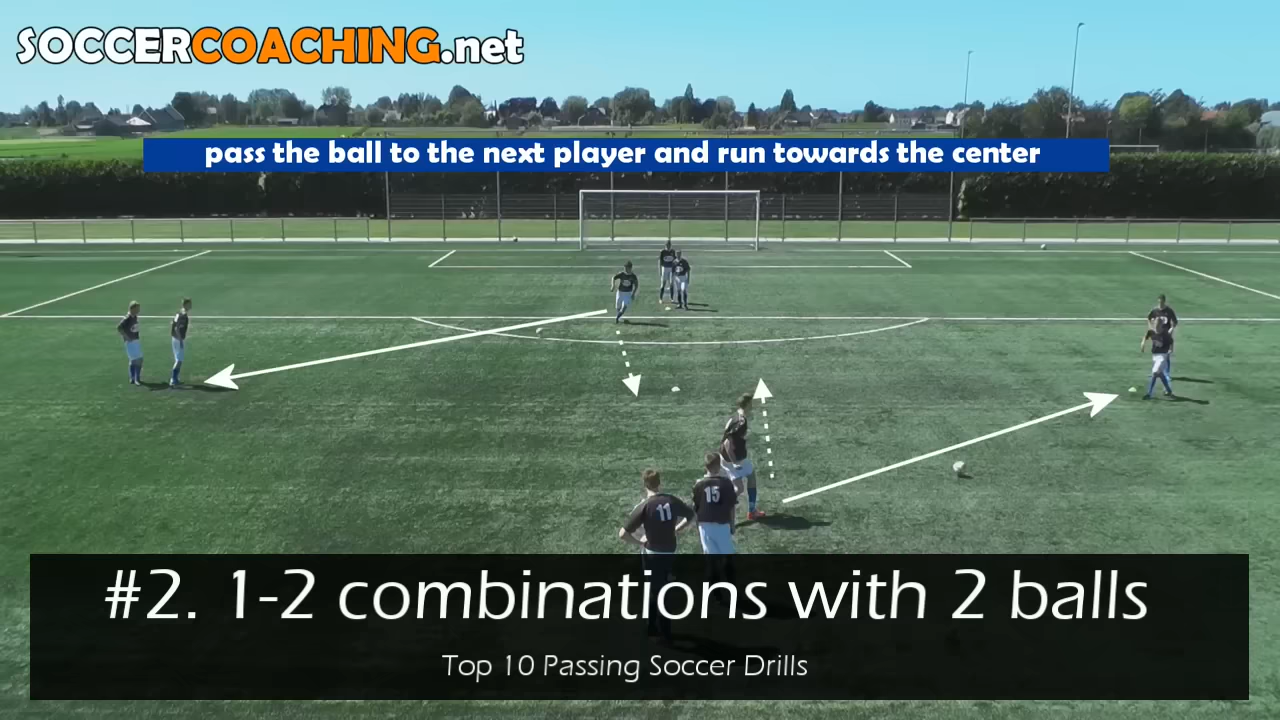 SOCCERCOACHING.net
pass the ball to the next player and run towards the center
11
15
#2. 1-2 combinations with 2 balls
Top 10 Passing Soccer Drills